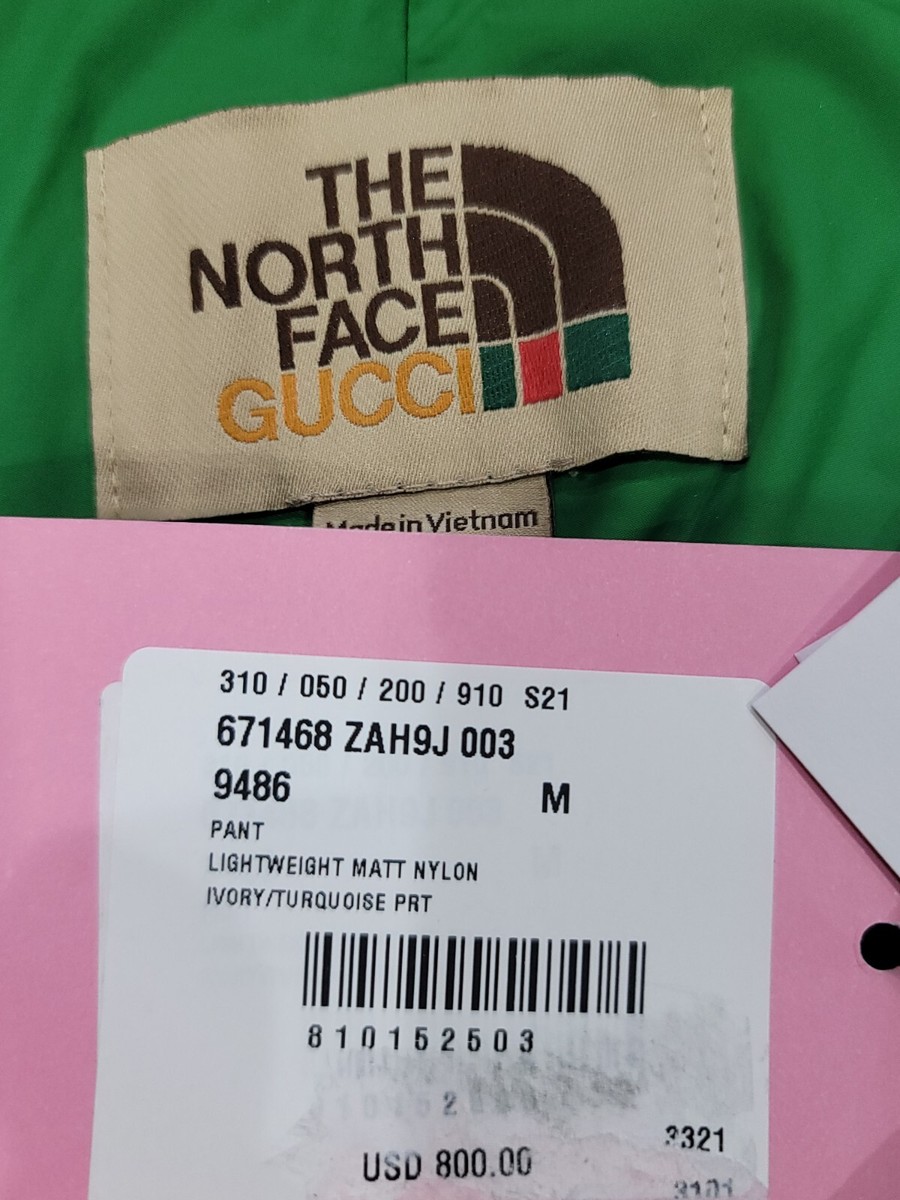 THE
NORTH
FACE
GUCCI
Made in Vietnam
310 / 050 / 200 / 910 S21
671468 ZAH9J 003
9486 M
PANT
LIGHTWEIGHT MATT NYLON
IVORY/TURQUOISE PRT
810152503
3321
USD 800.00